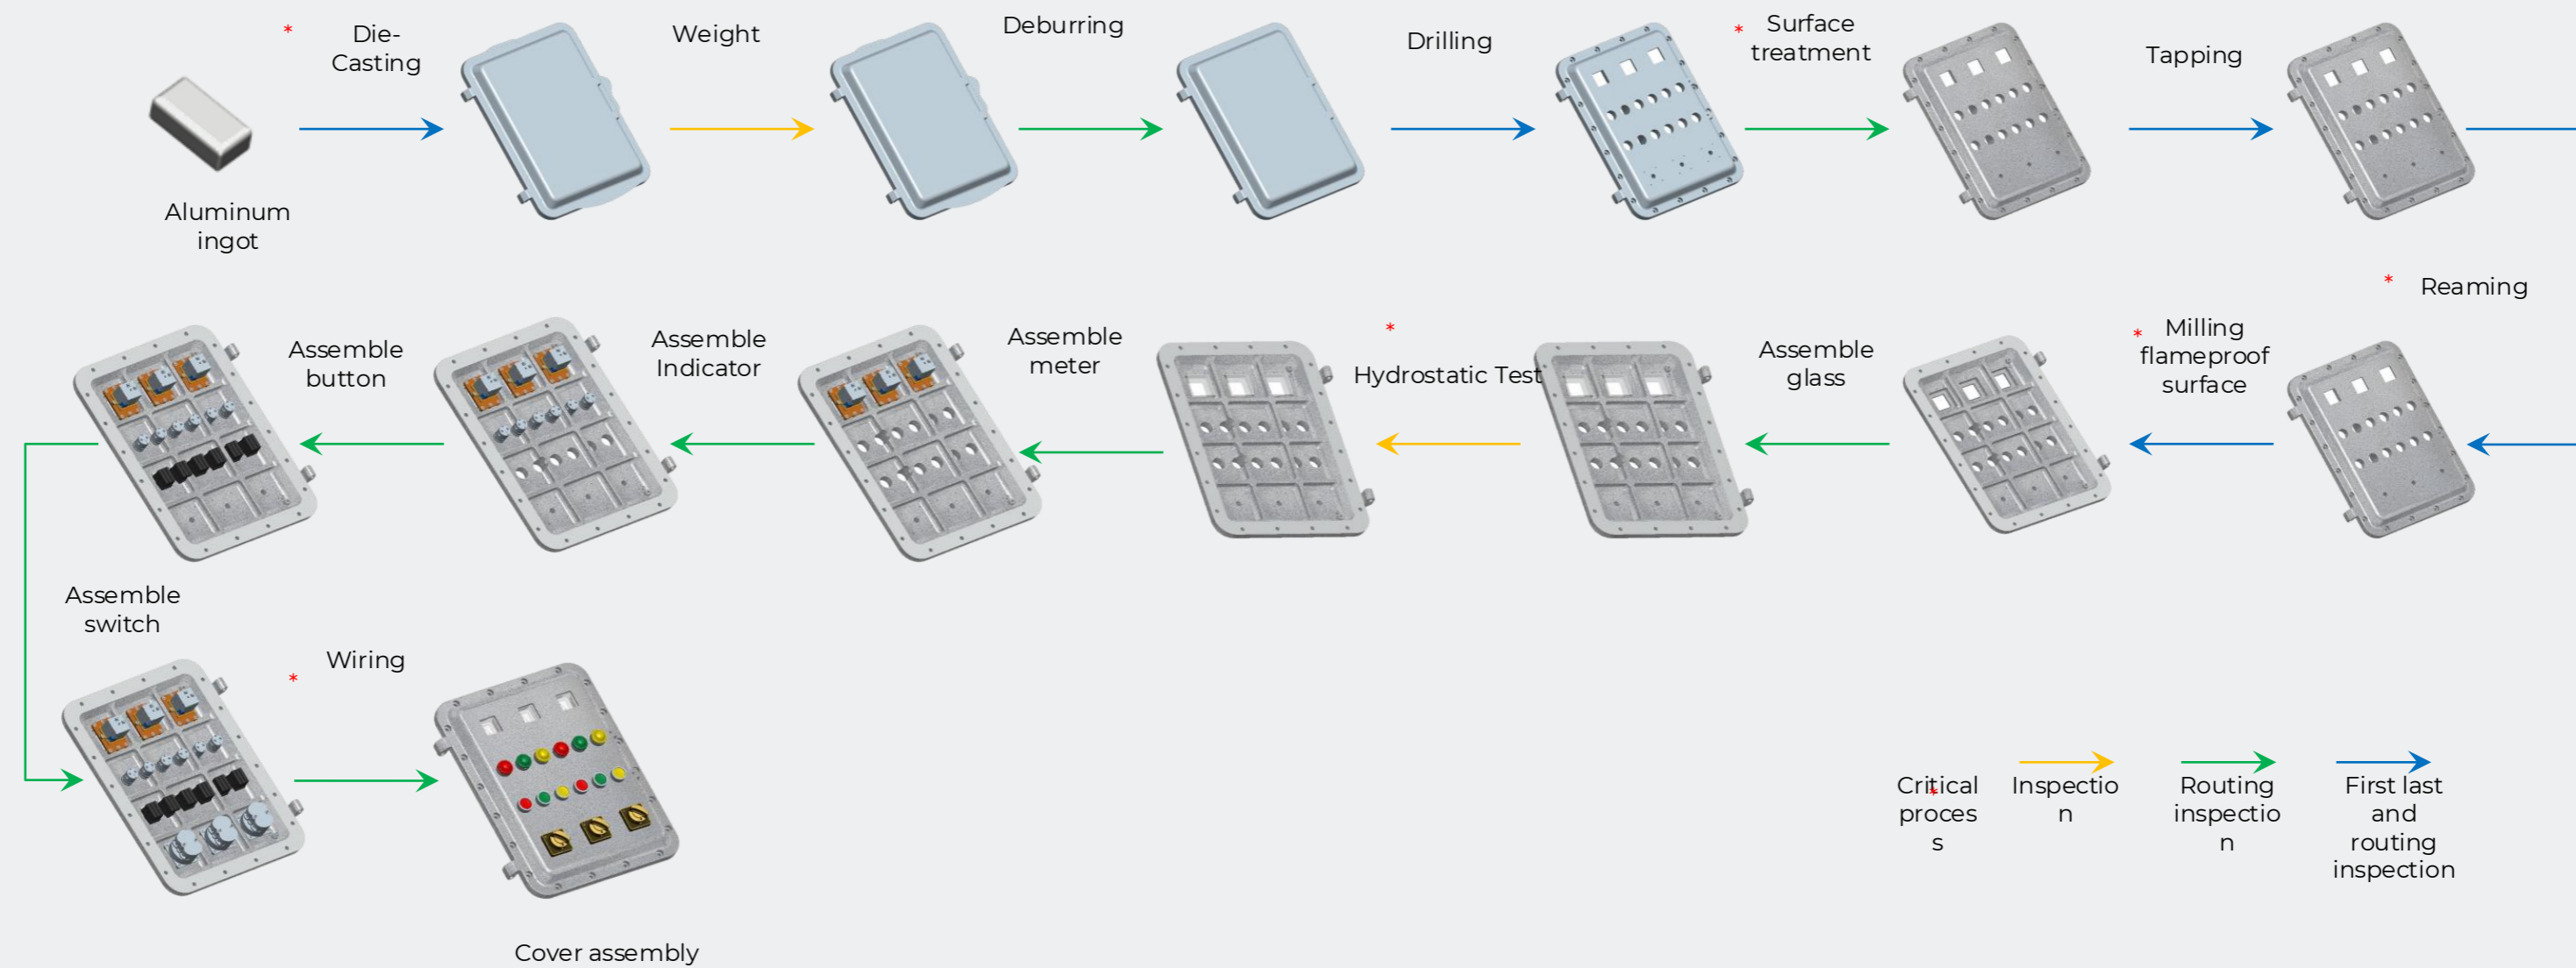 *
Die-
Casting
Weight
Deburring
Drilling
*
Surface
treatment
Tapping
Aluminum
ingot
*
Reaming
*
Milling
flameproof
surface
Assemble
glass
*
Hydrostatic Test
Assemble
meter
Assemble
Indicator
Assemble
button
Assemble
switch
*
Wiring
Cover assembly
*
Critical
proces
s
Inspectio
n
Routing
inspectio
n
First last
and
routing
inspection